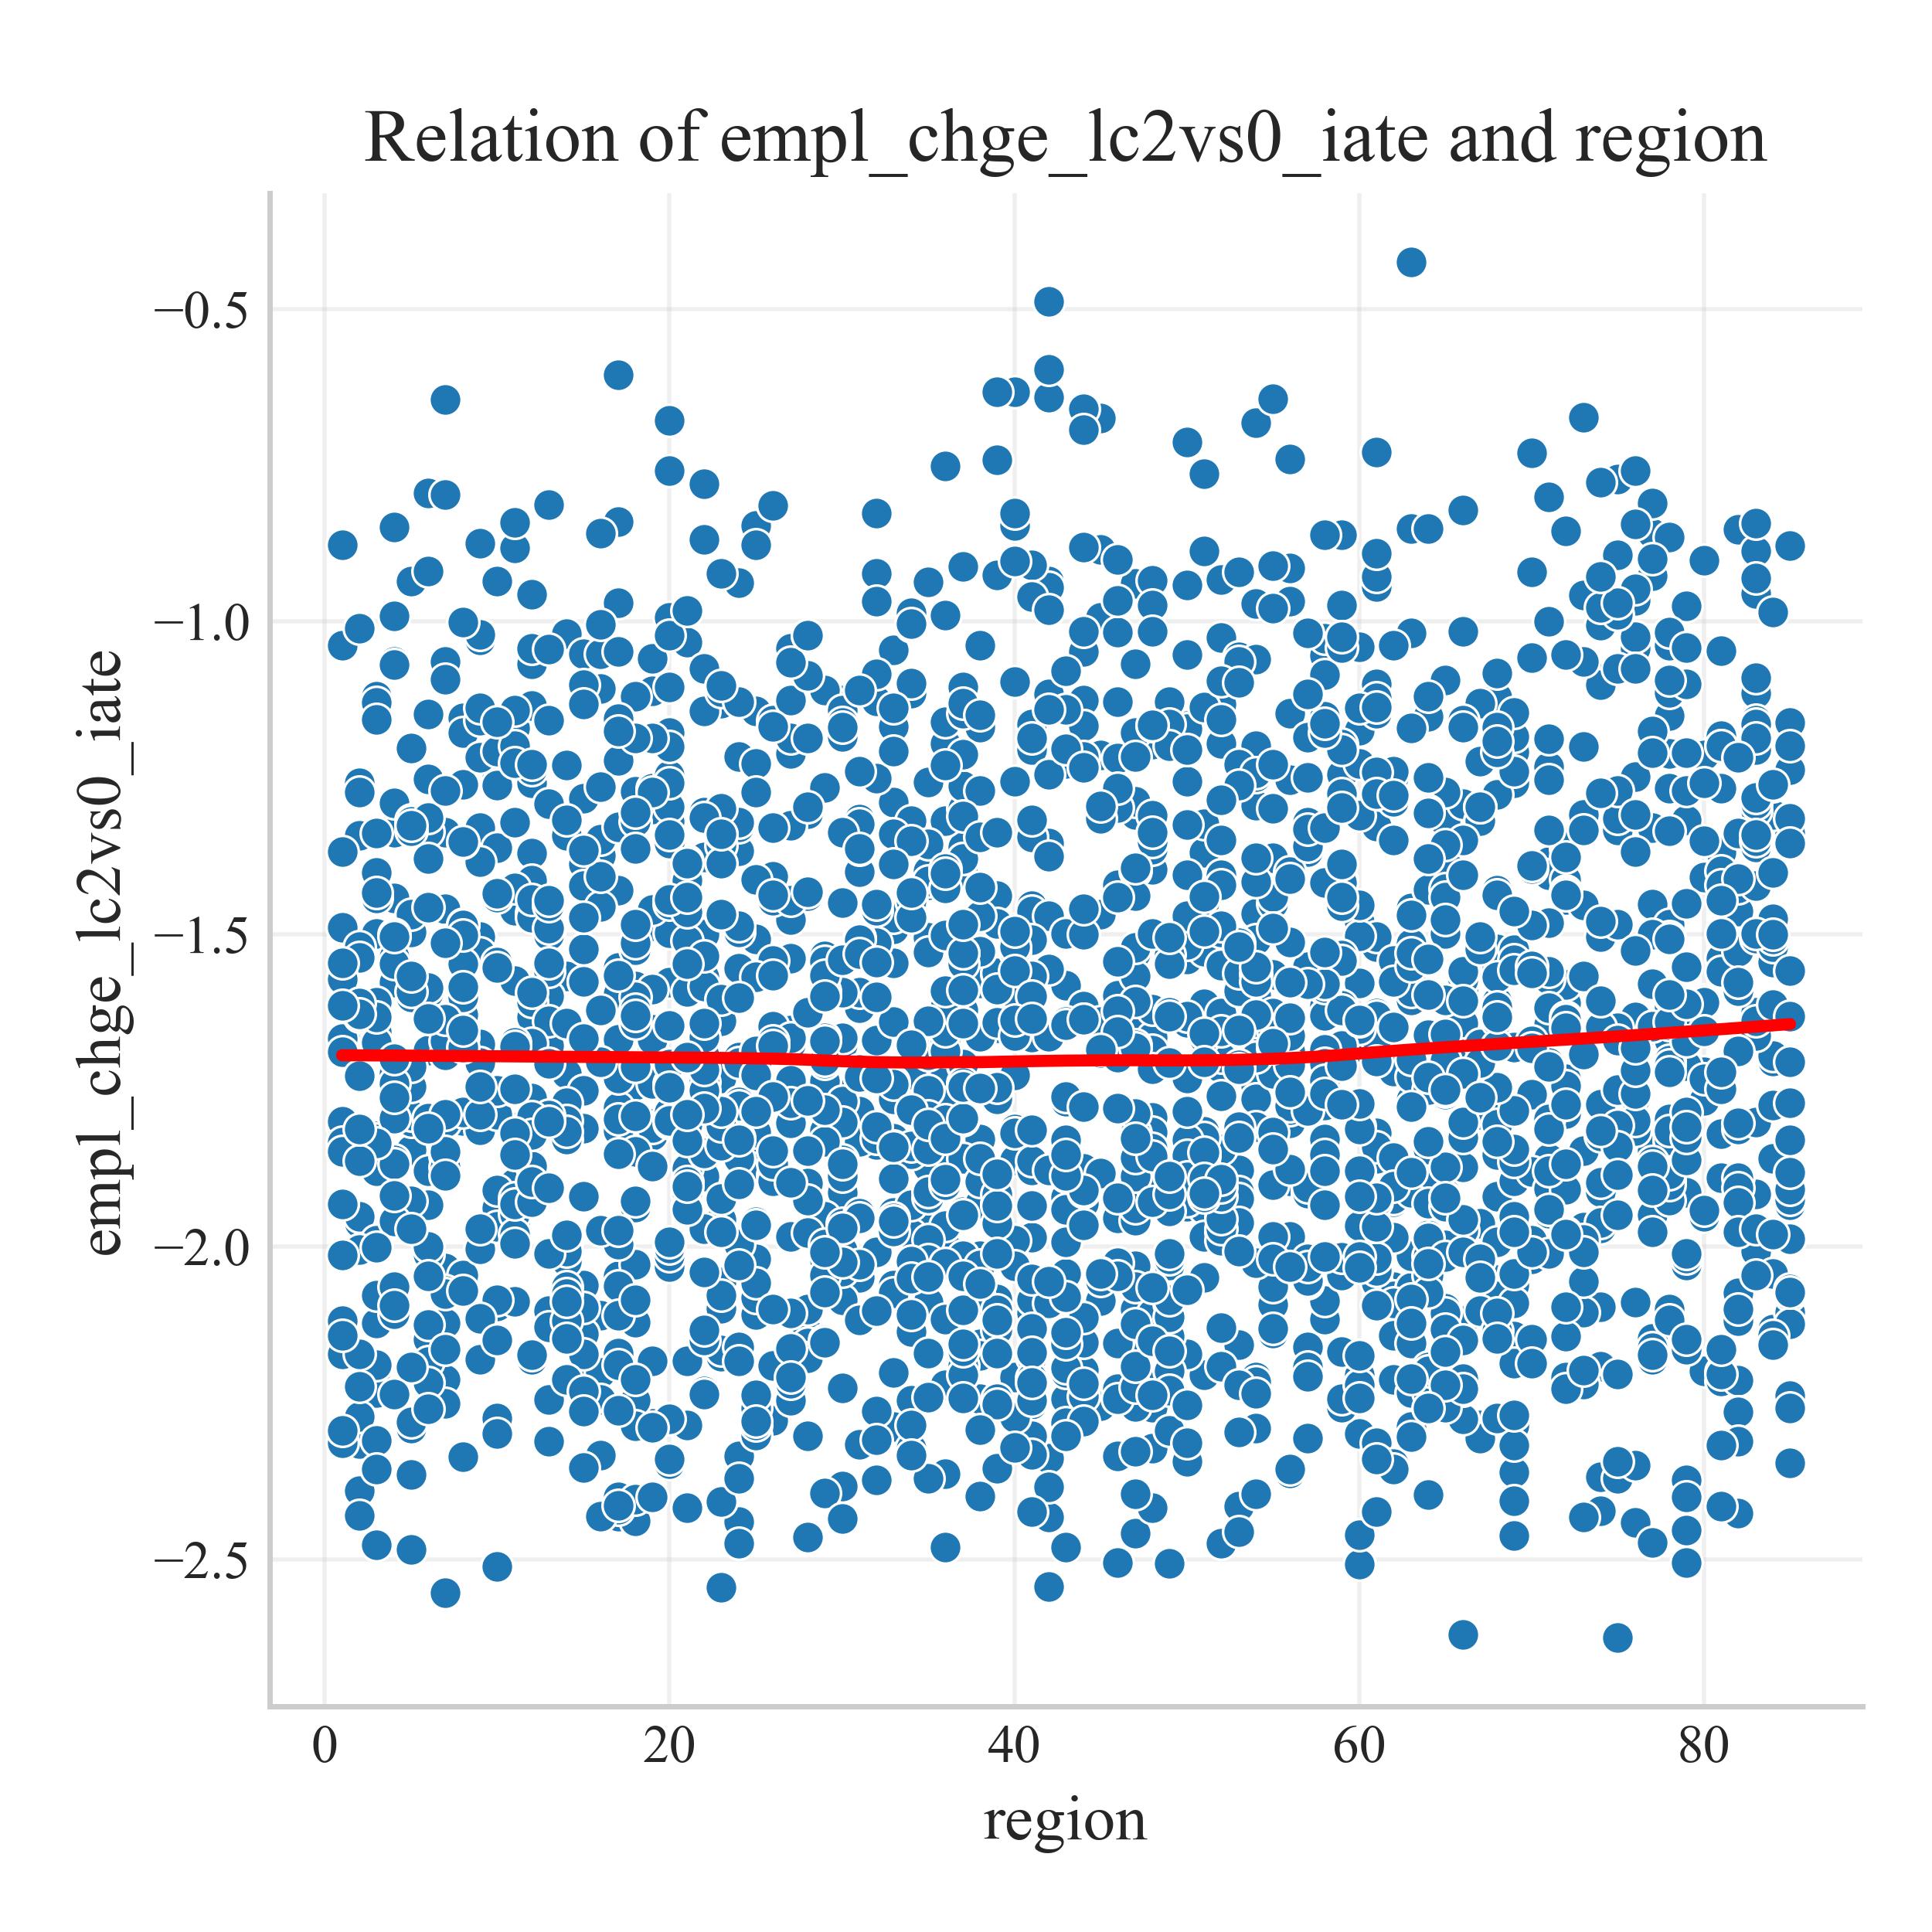 Relation of empl_chge_lc2vs0_iate and region
empl_chge_lc2vs0_iate
−0.5
−1.0
−1.5
−2.0
−2.5
0 20 40 60 80
region